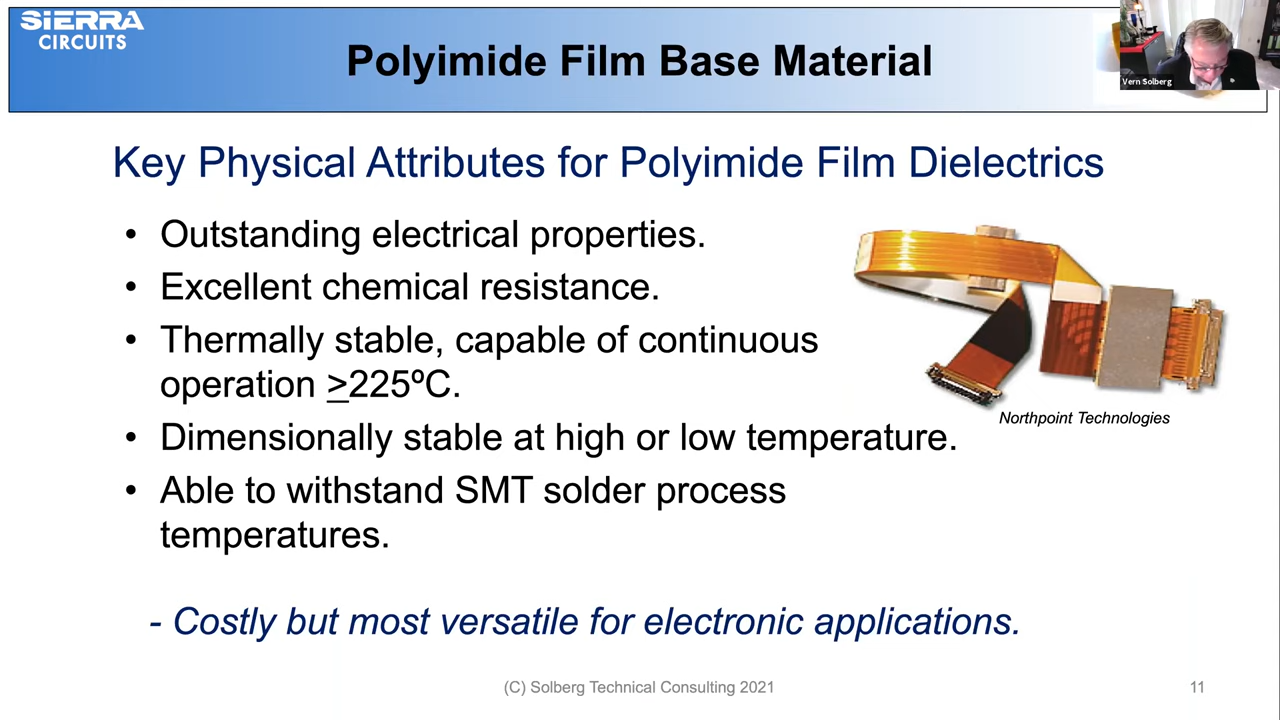 SIERRA
CIRCUITS
Polyimide Film Base Material
Vern Solberg
Key Physical Attributes for Polyimide Film Dielectrics
• Outstanding electrical properties.
• Excellent chemical resistance.
• Thermally stable, capable of continuous
operation >225ºC.
• Dimensionally stable at high or low temperature.
• Able to withstand SMT solder process
temperatures.
Northpoint Technologies
- Costly but most versatile for electronic applications.
(C) Solberg Technical Consulting 2021
11